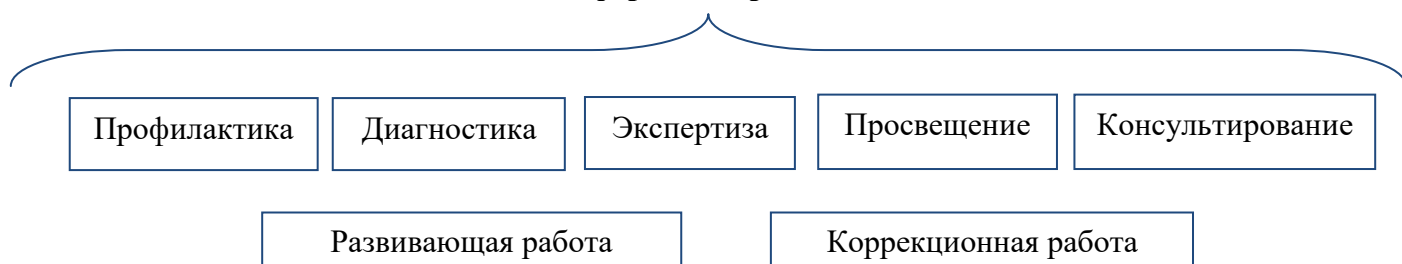 Профилактика
Диагностика
Экспертиза
Просвещение
Консультирование
Развивающая работа
Коррекционная работа